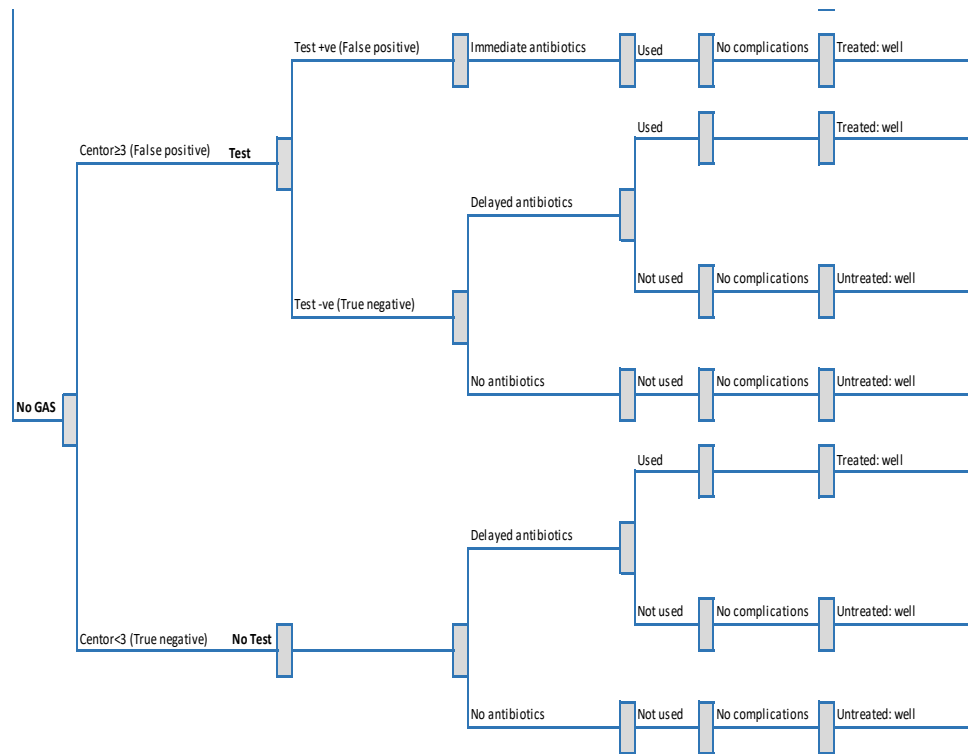 Test +ve (False positive) Immediate antibiotics Used No complications Treated: well
Used Treated: well
Centor≥3 (False positive) Test
Delayed antibiotics
Not used No complications Untreated: well
Test -ve (True negative)
No antibiotics Not used No complications Untreated: well
No GAS
Used Treated: well
Delayed antibiotics
Not used No complications Untreated: well
Centor<3 (True negative) No Test
No antibiotics Not used No complications Untreated: well